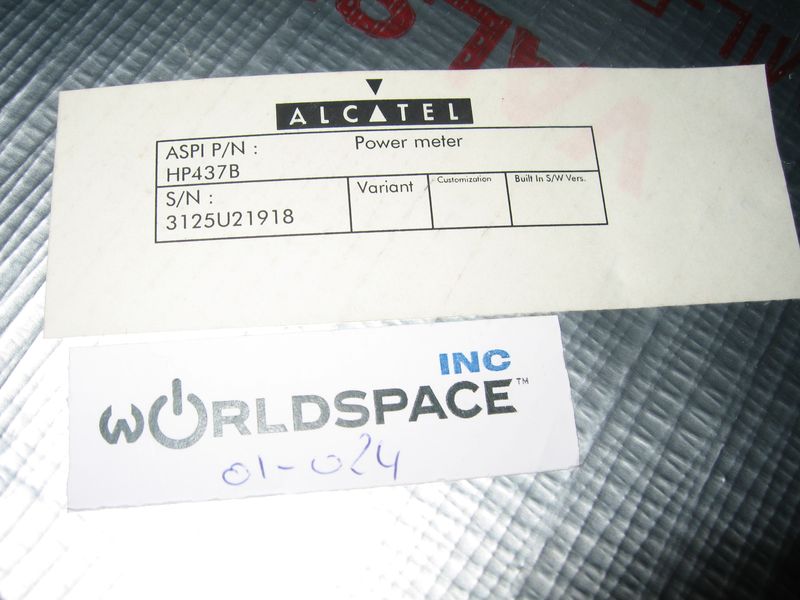 ALCATEL
ASPI P/N :
Power meter
HP437B
S/N :
3125U21918
Variant
Customization
Built In S/W Vers.
INC
WORLDSPACE™
01-024